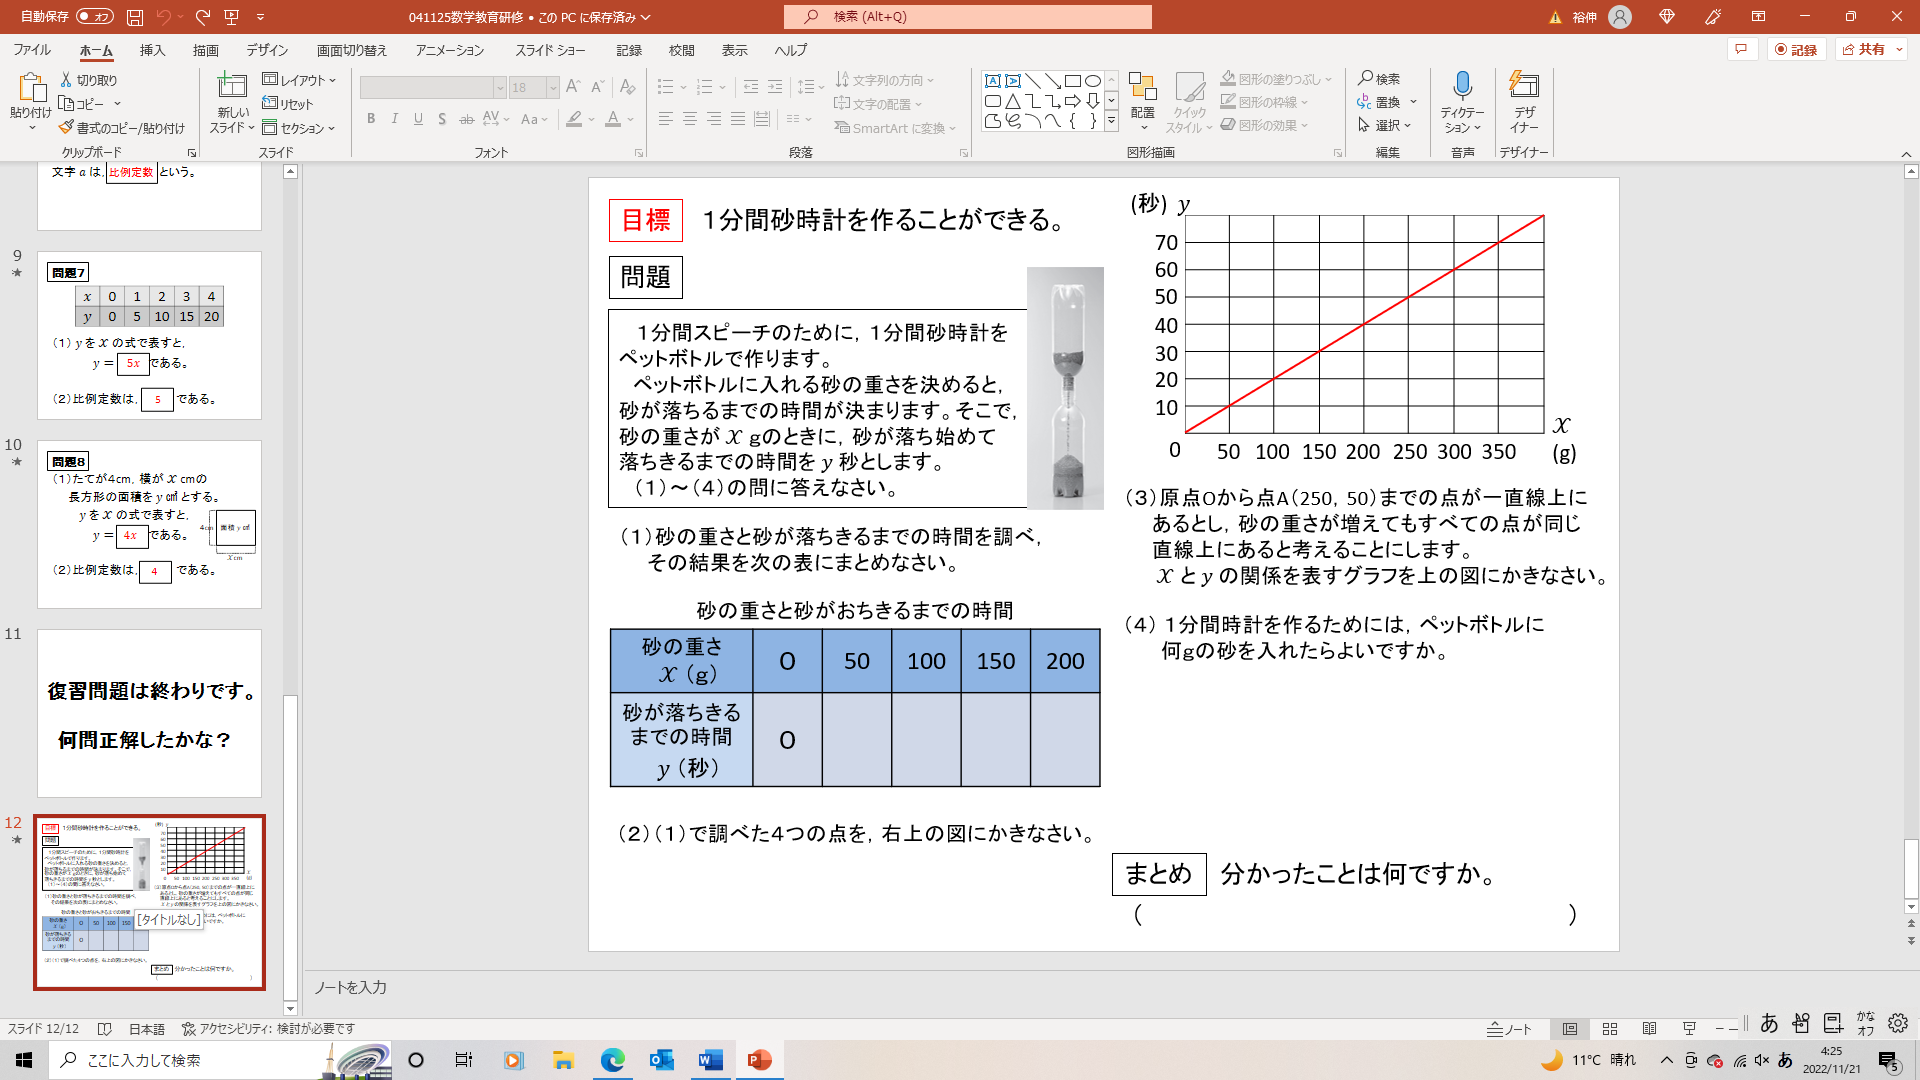 自動保存 オフ 041125数学教育研修 • この PC に保存済み 検索 (Alt+Q) 裕伸
ファイル ホーム 挿入 描画 デザイン 画面切り替え アニメーション スライド ショー 記録 校閲 表示 ヘルプ 記録 共有
貼り付け 切り取り コピー 書式のコピー/貼り付け
クリップボード
新しい スライド レイアウト リセット セクション
スライド
18
B I U S ab AV Aa A
フォント
文字列の方向 文字の配置 SmartArt に変換
段落
配置 クイック スタイル 図形の塗りつぶし 図形の枠線 図形の効果
図形描画
検索 置換 選択
編集
ディクテー ション
音声
デザ イナー
デザイナー
文字 a は, 比例定数 という。
9
問題7
x 0 1 2 3 4
y 0 5 10 15 20
(1) y を x の式で表すと,
y = 5x である。
(2) 比例定数は, 5 である。
10
問題8
(1) たてが4cm, 横が x cmの
長方形の面積を y ㎠ とする。
y を x の式で表すと,
y = 4x である。
4cm 面積 y ㎠
x cm
(2) 比例定数は, 4 である。
11
復習問題は終わりです。
何問正解したかな？
12
[タイトルなし]
目標 1分間砂時計を作ることができる。
問題
1分間スピーチのために, 1分間砂時計を
ペットボトルで作ります。
ペットボトルに入れる砂の重さを決めると,
砂が落ちるまでの時間が決まります。そこで,
砂の重さが x gのときに, 砂が落ち始めて
落ちきるまでの時間を y 秒とします。
(1)～(4)の問に答えなさい。
(1)砂の重さと砂が落ちきるまでの時間を調べ,
その結果を次の表にまとめなさい。
砂の重さと砂がおちきるまでの時間
砂の重さ x (g) 0 50 100 150 200
砂が落ちきる までの時間 y (秒) 0
(2)(1)で調べた4つの点を, 右上の図にかきなさい。
(秒) y
70
60
50
40
30
20
10
0 50 100 150 200 250 300 350 x (g)
(3)原点Oから点A(250, 50)までの点が一直線上に
あるとし, 砂の重さが増えてもすべての点が同じ
直線上にあると考えることにします。
x と y の関係を表すグラフを上の図にかきなさい。
(4) 1分間時計を作るためには, ペットボトルに
何gの砂を入れたらよいですか。
まとめ 分かったことは何ですか。
( )
ノートを入力
スライド 12/12 日本語 アクセシビリティ: 検討が必要です ノート あ かな オフ
ここに入力して検索 11°C 晴れ あ 4:25
2022/11/21 5